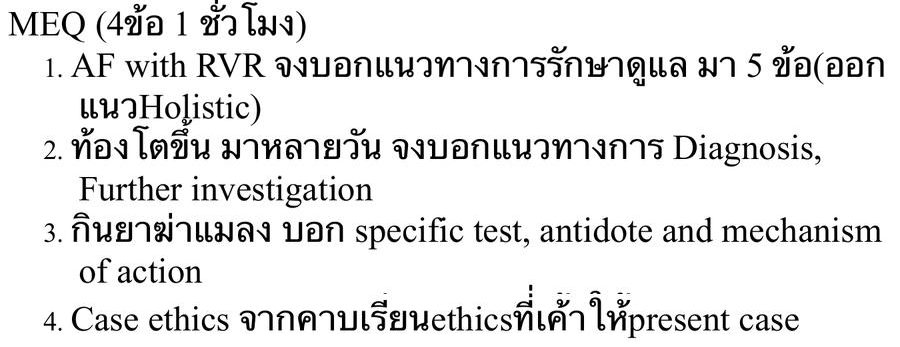 MEQ (4ข้อ 1 ชั่วโมง)
1. AF with RVR จงบอกแนวทางการรักษาดูแล มา 5 ข้อ(ออก
แนวHolistic)
2. ท้องโตขึ้น มาหลายวัน จงบอกแนวทางการ Diagnosis,
Further investigation
3. กินยาฆ่าแมลง บอก specific test, antidote and mechanism
of action
4. Case ethics จากคาบเรียนethicsที่เค้าให้present case